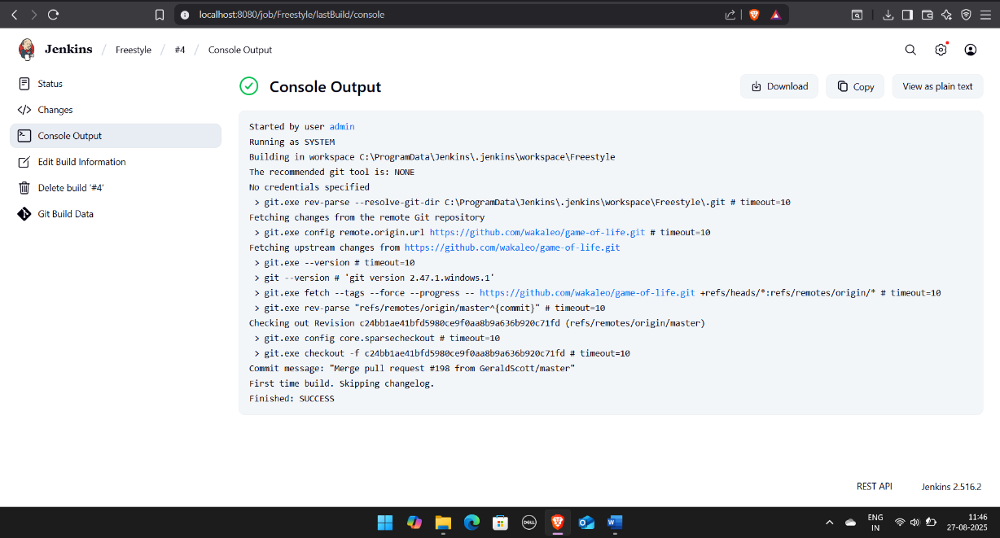 localhost:8080/job/Freestyle/lastBuild/console
Jenkins / Freestyle / #4 / Console Output
Status
Changes
Console Output
Edit Build Information
Delete build '#4'
Git Build Data
Console Output
Download
Copy
View as plain text
Started by user admin
Running as SYSTEM
Building in workspace C:\ProgramData\Jenkins\.jenkins\workspace\Freestyle
The recommended git tool is: NONE
No credentials specified
> git.exe rev-parse --resolve-git-dir C:\ProgramData\Jenkins\.jenkins\workspace\Freestyle\.git # timeout=10
Fetching changes from the remote Git repository
> git.exe config remote.origin.url https://github.com/wakaleo/game-of-life.git # timeout=10
Fetching upstream changes from https://github.com/wakaleo/game-of-life.git
> git.exe --version # timeout=10
> git --version # 'git version 2.47.1.windows.1'
> git.exe fetch --tags --force --progress -- https://github.com/wakaleo/game-of-life.git +refs/heads/*:refs/remotes/origin/* # timeout=10
> git.exe rev-parse "refs/remotes/origin/master^{commit}" # timeout=10
Checking out Revision c24bb1ae41bfd5980ce9f0aa8b9a636b920c71fd (refs/remotes/origin/master)
> git.exe config core.sparsecheckout # timeout=10
> git.exe checkout -f c24bb1ae41bfd5980ce9f0aa8b9a636b920c71fd # timeout=10
Commit message: "Merge pull request #198 from GeraldScott/master"
First time build. Skipping changelog.
Finished: SUCCESS
REST API
Jenkins 2.516.2
DELL
ENG
IN
11:46
27-08-2025